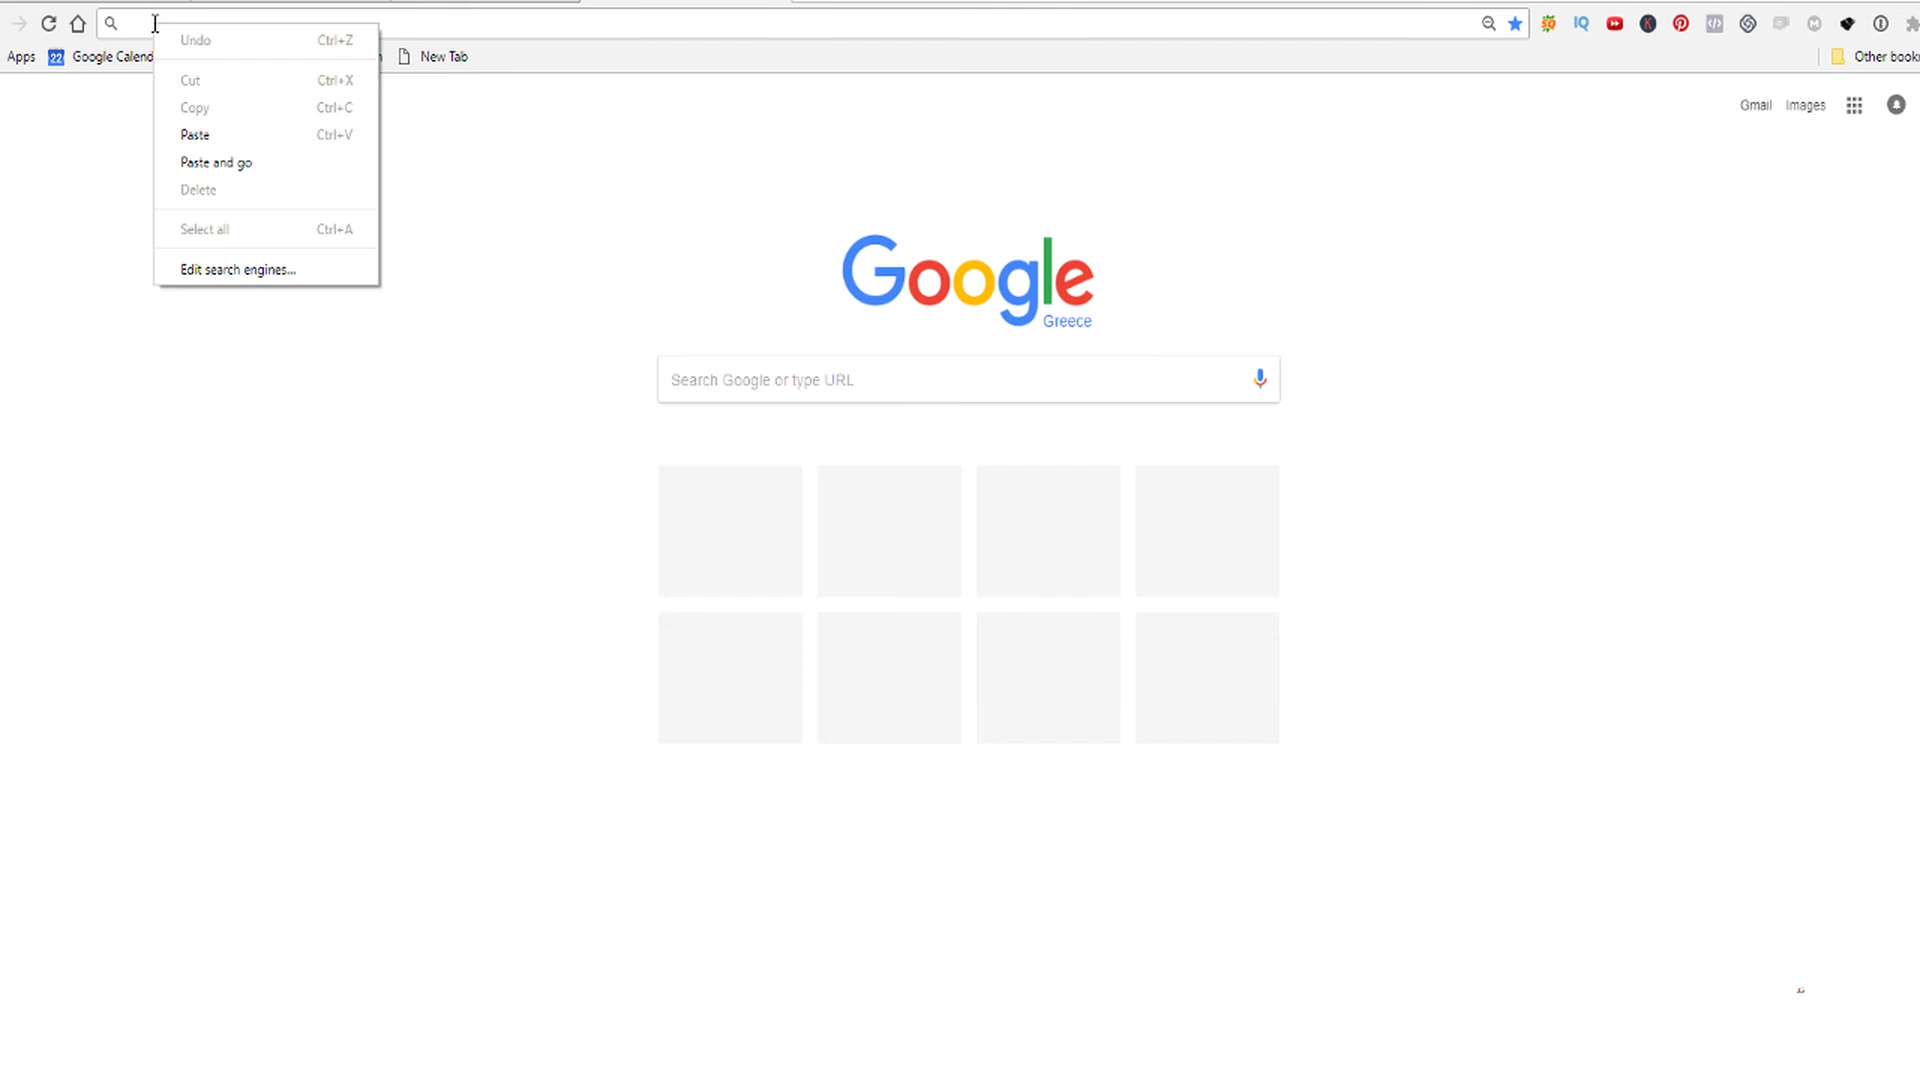 Undo Ctrl+Z
Apps 22 Google Calend New Tab Other book
Cut Ctrl+X
Copy Ctrl+C
Paste Ctrl+V
Paste and go
Delete
Select all Ctrl+A
Edit search engines...
Gmail Images
Google
Greece
Search Google or type URL